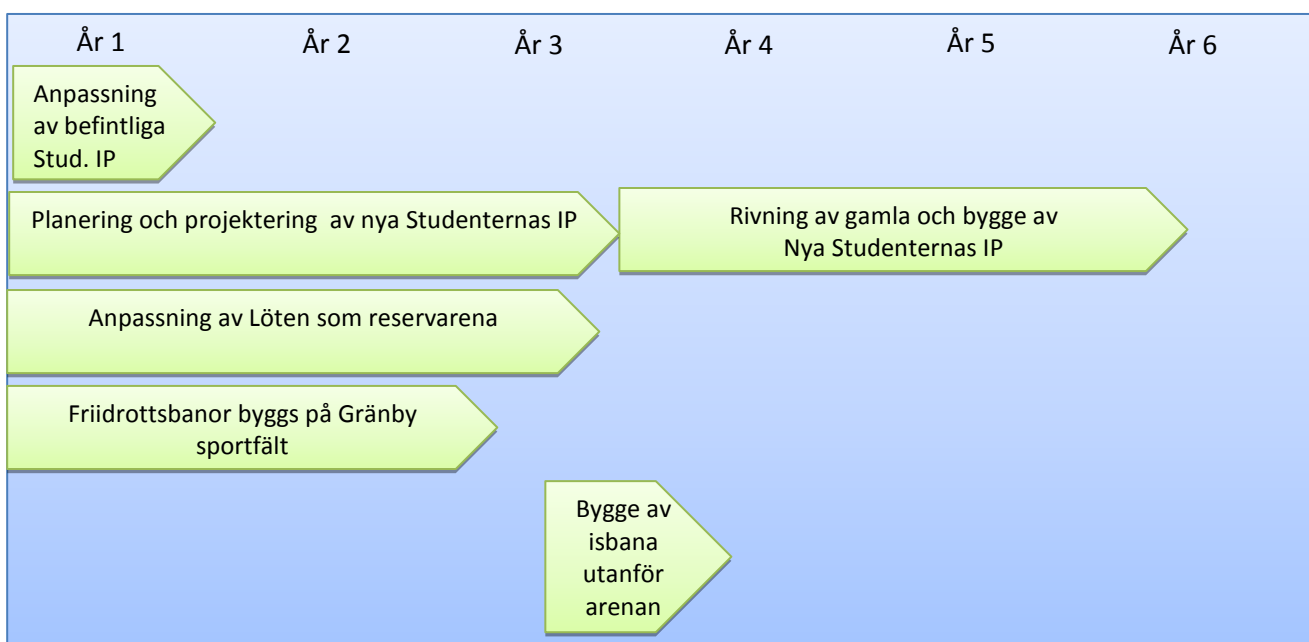 År 1 År 2 År 3 År 4 År 5 År 6
Anpassning
av befintliga
Stud. IP
Planering och projektering av nya Studenternas IP
Rivning av gamla och bygge av
Nya Studenternas IP
Anpassning av Löten som reservarena
Friidrottsbanor byggs på Gränby
sportfält
Bygge av
isbana
utanför
arenan